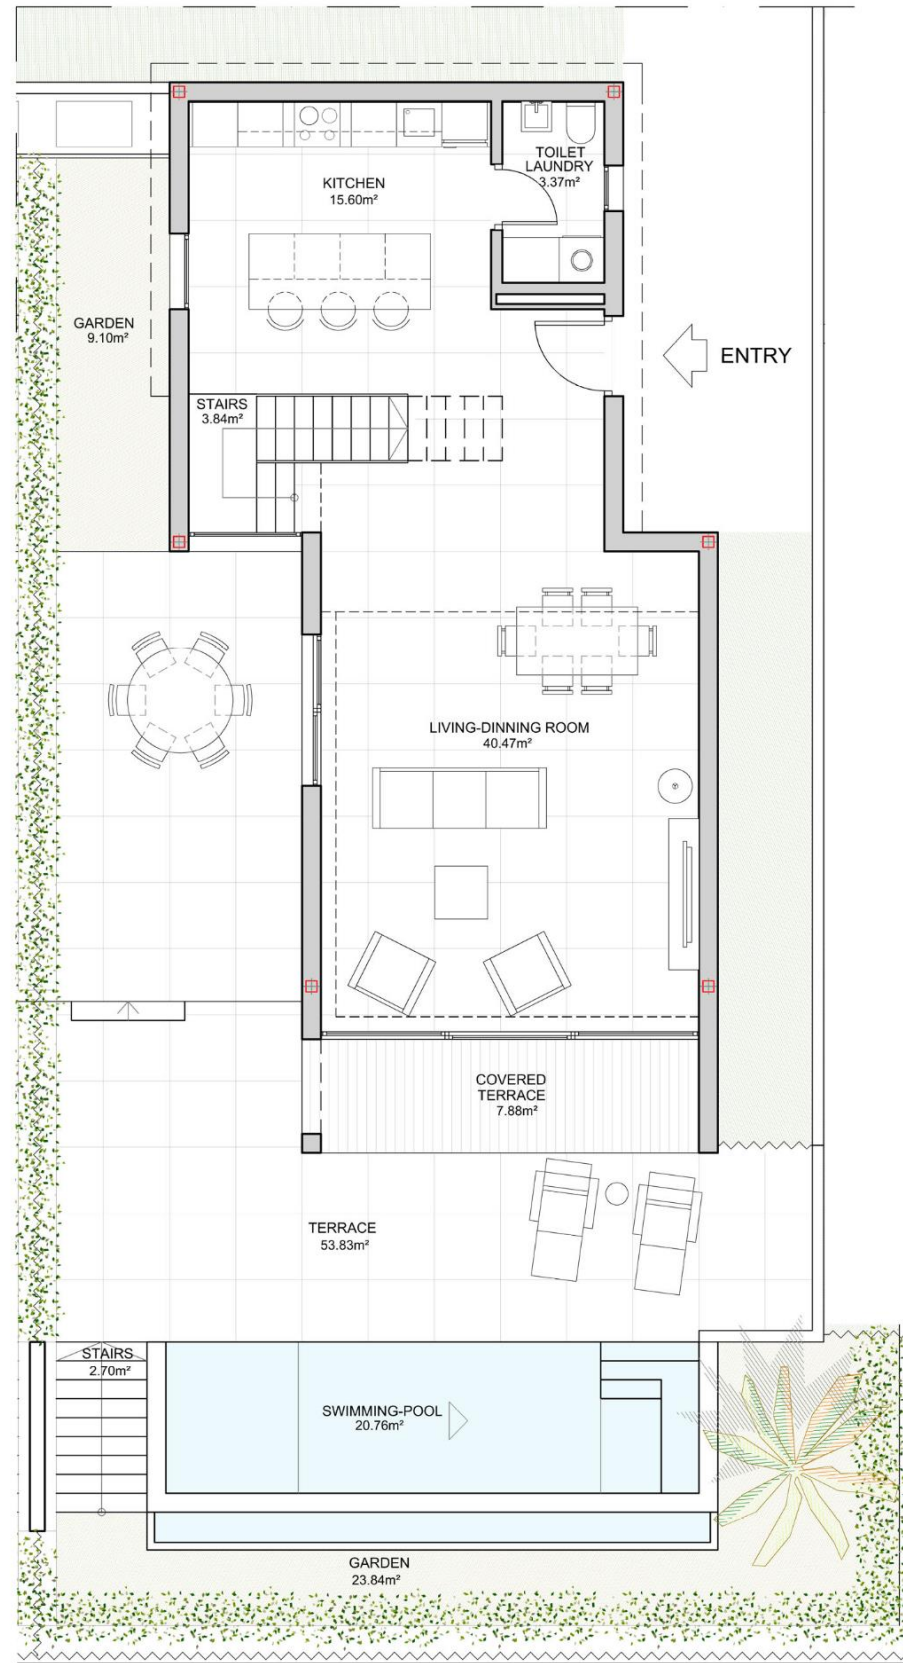 TOILET
LAUNDRY
3.37m²
KITCHEN
15.60m²
GARDEN
9.10m²
ENTRY
STAIRS
3.84m²
LIVING-DINNING ROOM
40.47m²
COVERED
TERRACE
7.88m²
TERRACE
53.83m²
STAIRS
2.70m²
SWIMMING-POOL
20.76m²
GARDEN
23.84m²